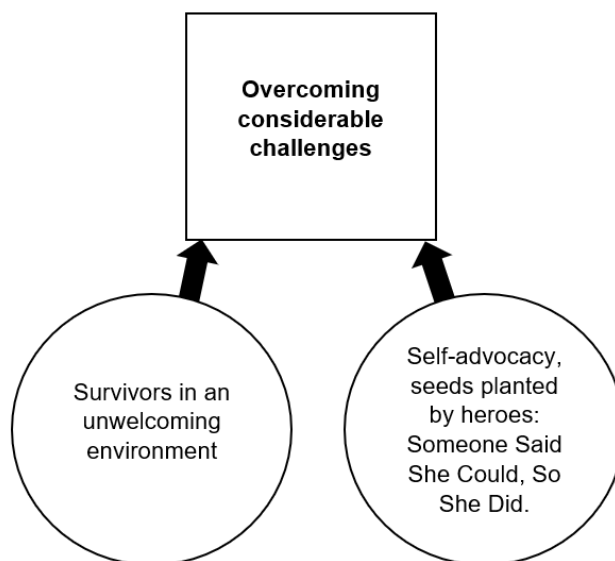 Overcoming
considerable
challenges
Survivors in an
unwelcoming
environment
Self-advocacy,
seeds planted
by heroes:
Someone Said
She Could, So
She Did.